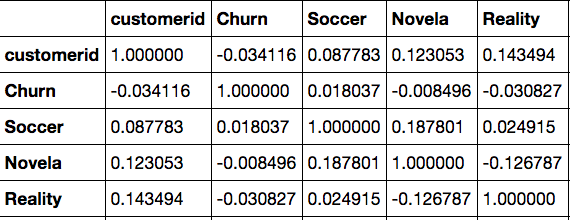 customerid Churn Soccer Novela Reality
customerid 1.000000 -0.034116 0.087783 0.123053 0.143494
Churn -0.034116 1.000000 0.018037 -0.008496 -0.030827
Soccer 0.087783 0.018037 1.000000 0.187801 0.024915
Novela 0.123053 -0.008496 0.187801 1.000000 -0.126787
Reality 0.143494 -0.030827 0.024915 -0.126787 1.000000